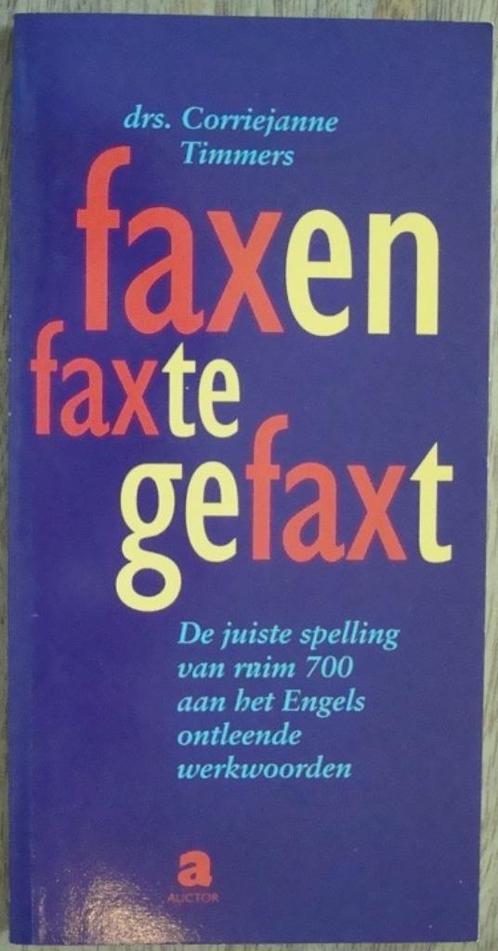 drs. Corriejanne
Timmers
faxen
faxte
gefaxt
De juiste spelling
van ruim 700
aan het Engels
ontleende
werkwoorden
a
AUCTOR